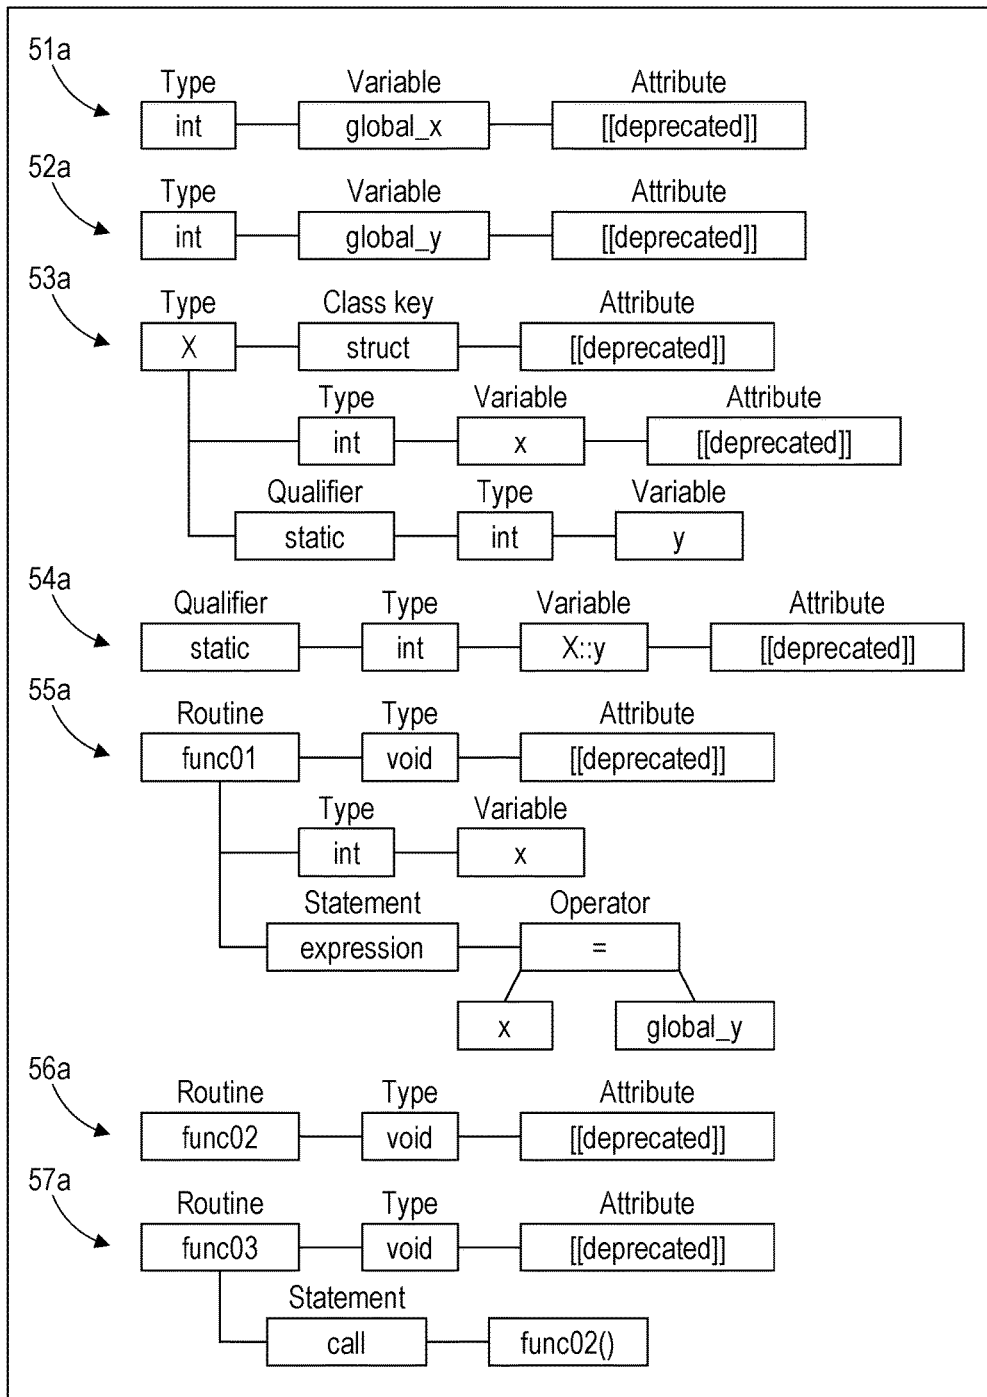 51a
Type Variable Attribute
int global_x [[deprecated]]
52a
Type Variable Attribute
int global_y [[deprecated]]
53a
Type Class key Attribute
X struct [[deprecated]]
Type Variable Attribute
int x [[deprecated]]
Qualifier Type Variable
static int y
54a
Qualifier Type Variable Attribute
static int X::y [[deprecated]]
55a
Routine Type Attribute
func01 void [[deprecated]]
Type Variable
int x
Statement Operator
expression =
x global_y
56a
Routine Type Attribute
func02 void [[deprecated]]
57a
Routine Type Attribute
func03 void [[deprecated]]
Statement
call func02()